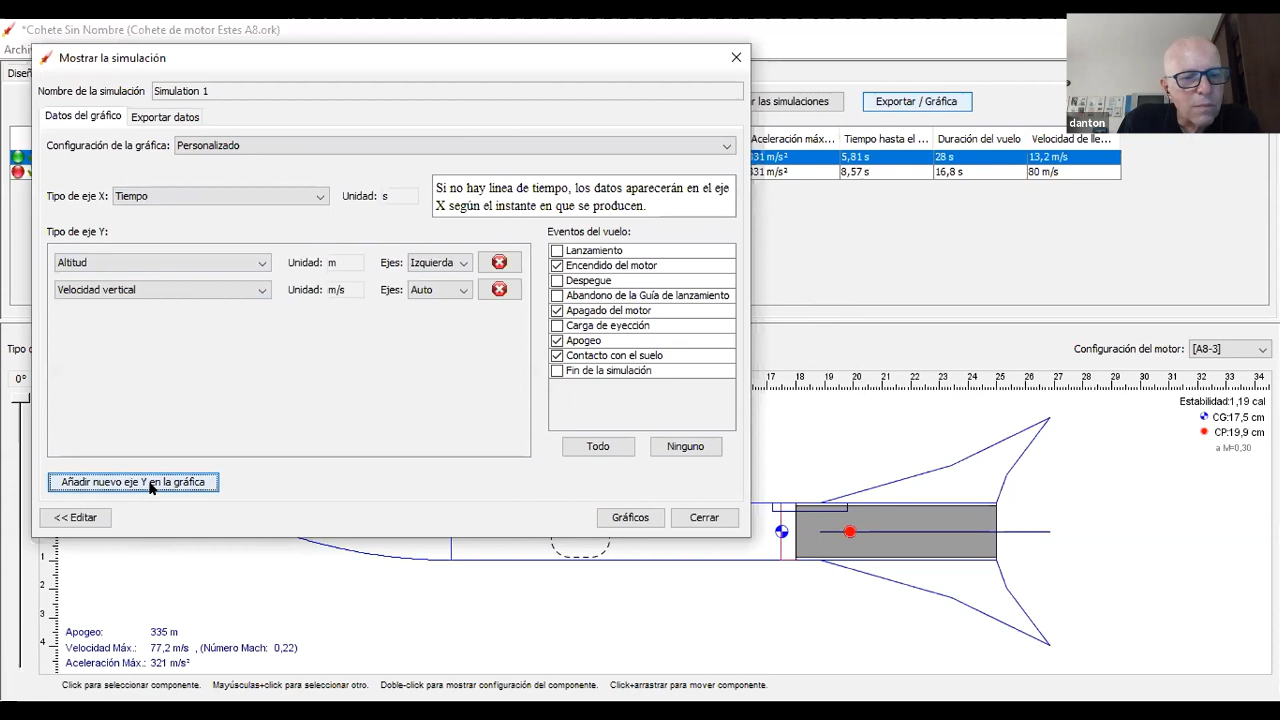 *Cohete Sin Nombre (Cohete de motor Estes A8.ork)
Archi
Mostrar la simulación
Diseñ
Nombre de la simulación Simulation 1
Datos del gráfico Exportar datos
Configuración de la gráfica: Personalizado
Tipo de eje X: Tiempo Unidad: s
Si no hay linea de tiempo, los datos aparecerán en el eje
X según el instante en que se producen.
Tipo de eje Y:
Altitud Unidad: m Ejes: Izquierda
Velocidad vertical Unidad: m/s Ejes: Auto
Eventos del vuelo:
Lanzamiento
Encendido del motor
Despegue
Abandono de la Guía de lanzamiento
Apagado del motor
Carga de eyección
Apogeo
Contacto con el suelo
Fin de la simulación
Todo Ninguno
Añadir nuevo eje Y en la gráfica
<< Editar Gráficos Cerrar
las simulaciones Exportar / Gráfica
danton
Aceleración máx... Tiempo hasta el ... Duración del vuelo Velocidad de lle...
331 m/s² 5,81 s 28 s 13,2 m/s
331 m/s² 8,57 s 16,8 s 80 m/s
Tipo
Configuración del motor: [A8-3]
0°
17 18 19 20 21 22 23 24 25 26 27 28 29 30 31 32 33 34
Estabilidad:1,19 cal
CG:17,5 cm
CP:19,9 cm
a M=0,30
1
2
3
4
Apogeo: 335 m
Velocidad Máx.: 77,2 m/s , (Número Mach: 0,22)
Aceleración Máx.: 321 m/s²
Click para seleccionar componente. Mayúsculas+click para seleccionar otro. Doble-click para mostrar configuración del componente. Click+arrastrar para mover componente.